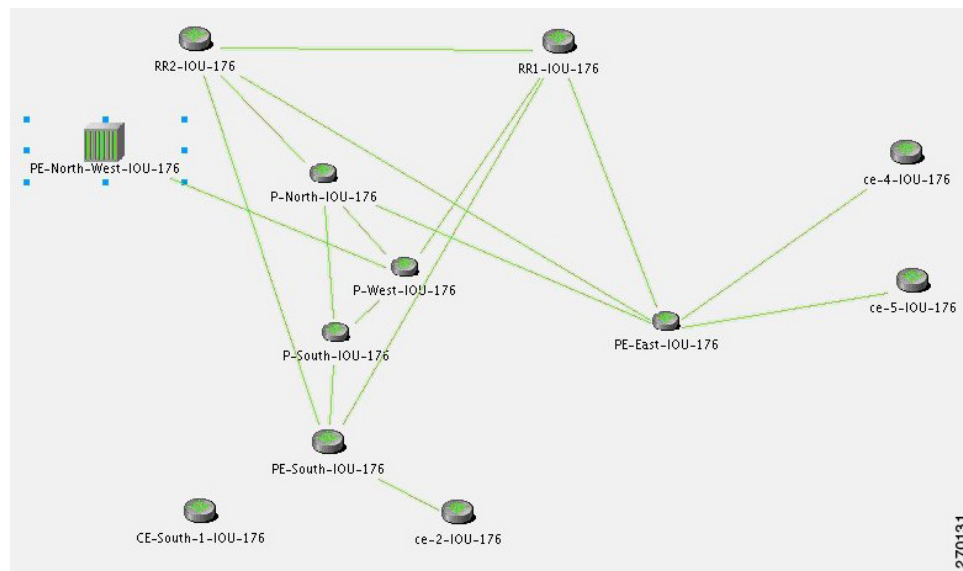 RR2-IOU-176
RR1-IOU-176
PE-North-West-IOU-176
P-North-IOU-176
ce-4-IOU-176
P-West-IOU-176
ce-5-IOU-176
P-South-IOU-176
PE-East-IOU-176
PE-South-IOU-176
CE-South-1-IOU-176
ce-2-IOU-176
270131